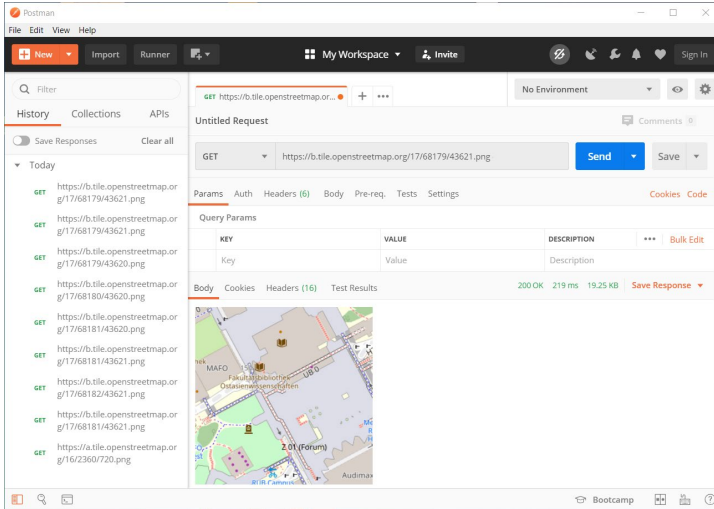 Postman
File Edit View Help
New Import Runner My Workspace Invite Sign In
Filter
History Collections APIs
Save Responses Clear all
Today
GET https://b.tile.openstreetmap.or
g/17/68179/43621.png
GET https://b.tile.openstreetmap.or
g/17/68179/43621.png
GET https://b.tile.openstreetmap.or
g/17/68179/43620.png
GET https://b.tile.openstreetmap.or
g/17/68180/43620.png
GET https://b.tile.openstreetmap.or
g/17/68181/43620.png
GET https://b.tile.openstreetmap.or
g/17/68181/43621.png
GET https://b.tile.openstreetmap.or
g/17/68182/43621.png
GET https://b.tile.openstreetmap.or
g/17/68181/43621.png
GET https://a.tile.openstreetmap.or
g/16/2360/720.png
GET https://b.tile.openstreetmap.or...
No Environment
Untitled Request
Comments 0
GET https://b.tile.openstreetmap.org/17/68179/43621.png Send Save
Params Auth Headers (6) Body Pre-req. Tests Settings Cookies Code
Query Params
KEY VALUE DESCRIPTION Bulk Edit
Key Value Description
Body Cookies Headers (16) Test Results 200 OK 219 ms 19.25 KB Save Response
MAFO
UB 0
Fakultätsbibliothek
Ostasienwissenschaften
Z 01 (Forum)
Audimax
RUB Campus
Bootcamp